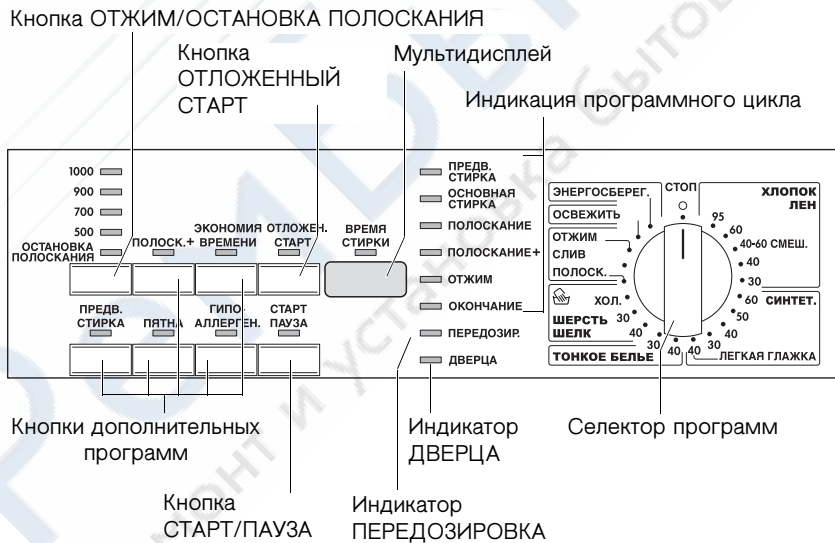 Кнопка ОТЖИМ/ОСТАНОВКА ПОЛОСКАНИЯ
Кнопка
ОТЛОЖЕННЫЙ
СТАРТ
Мультидисплей
Индикация программного цикла
1000
900
700
500
ОСТАНОВКА
ПОЛОСКАНИЯ
ПОЛОСК.+
ЭКОНОМИЯ
ВРЕМЕНИ
ОТЛОЖЕН.
СТАРТ
ВРЕМЯ
СТИРКИ
ПРЕДВ.
СТИРКА
ПЯТНА
ГИПО-
АЛЛЕРГЕН.
СТАРТ
ПАУЗА
ПРЕДВ.
СТИРКА
ОСНОВНАЯ
СТИРКА
ПОЛОСКАНИЕ
ПОЛОСКАНИЕ+
ОТЖИМ
ОКОНЧАНИЕ
ПЕРЕДОЗИР.
ДВЕРЦА
ЭНЕРГОСБЕРЕГ.
СТОП
ХЛОПОК
ЛЕН
ОСВЕЖИТЬ
95
60
ОТЖИМ
40-60 СМЕШ.
СЛИВ
40
ПОЛОСК.
30
ХОЛ.
60
СИНТЕТ.
ШЕРСТЬ
ШЕЛК
30
50
40
40
30
30
ТОНКОЕ БЕЛЬЕ
40
40
ЛЕГКАЯ ГЛАЖКА
Кнопки дополнительных
программ
Индикатор
ДВЕРЦА
Селектор программ
Кнопка
СТАРТ/ПАУЗА
Индикатор
ПЕРЕДОЗИРОВКА